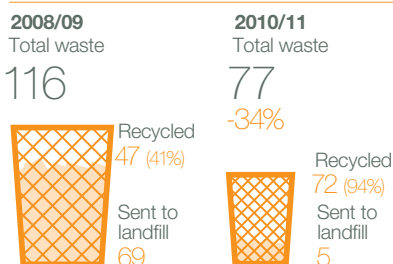 2008/09
Total waste
116
Recycled
47 (41%)
Sent to
landfill
69
2010/11
Total waste
77
-34%
Recycled
72 (94%)
Sent to
landfill
5